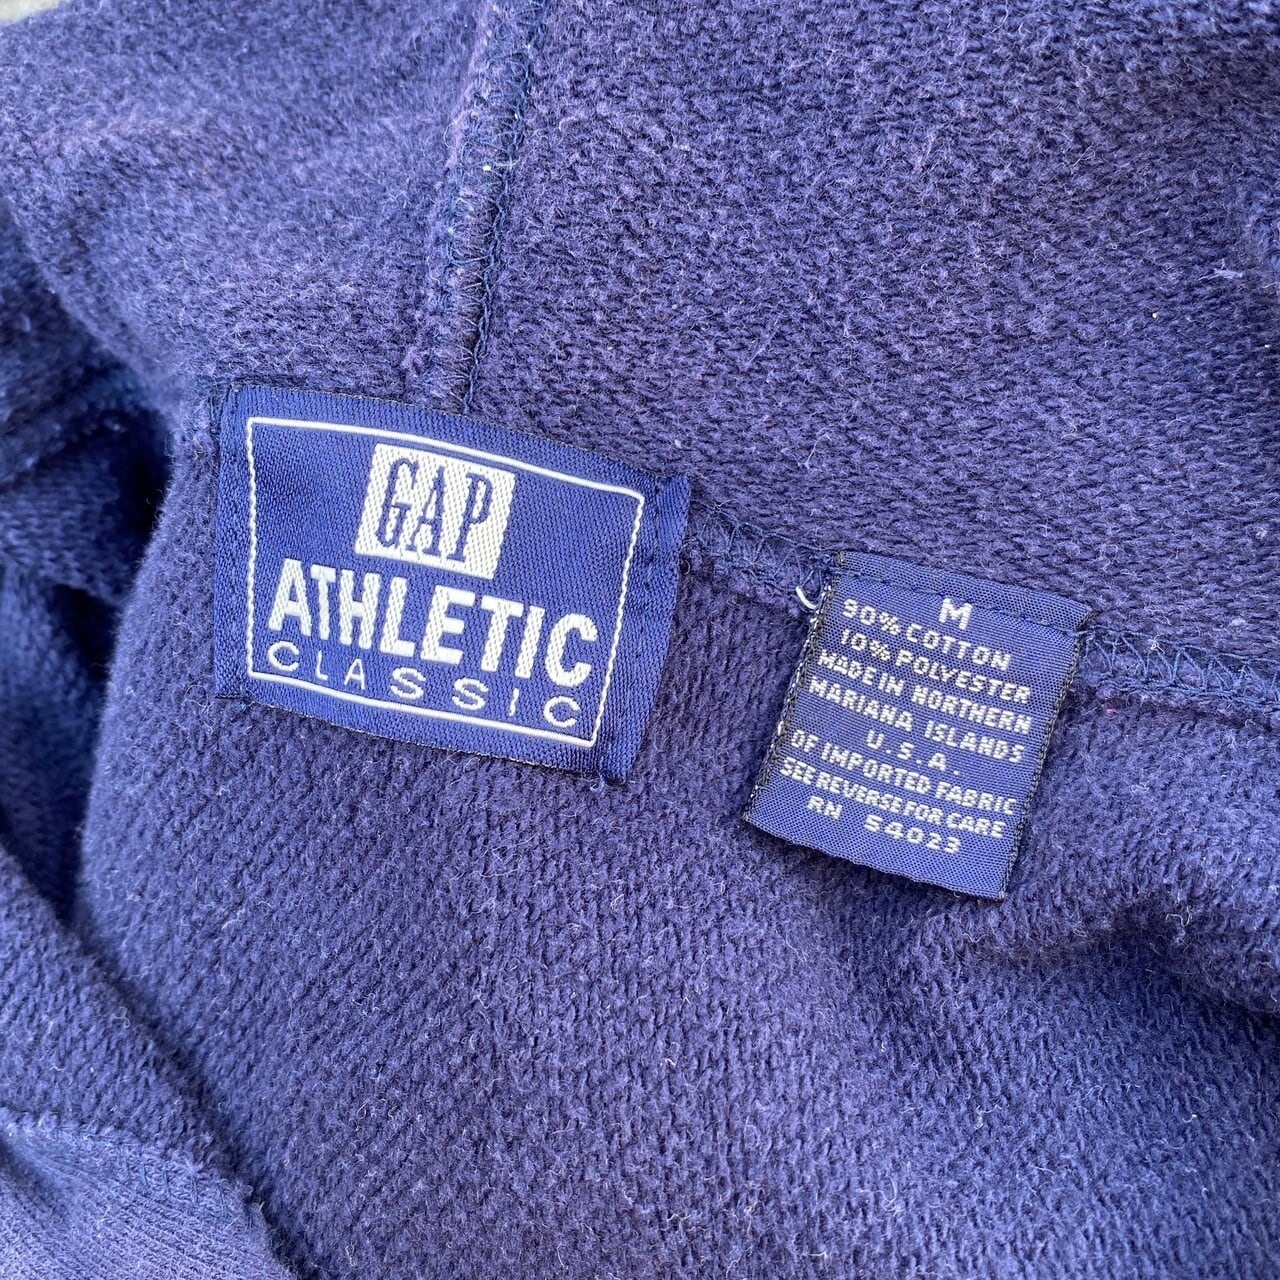 GAP
ATHLETIC
CLASSIC
M
90% COTTON
10% POLYESTER
MADE IN NORTHERN
MARIANA ISLANDS
U.S.A.
OF IMPORTED FABRIC
SEE REVERSE FOR CARE
RN 54023